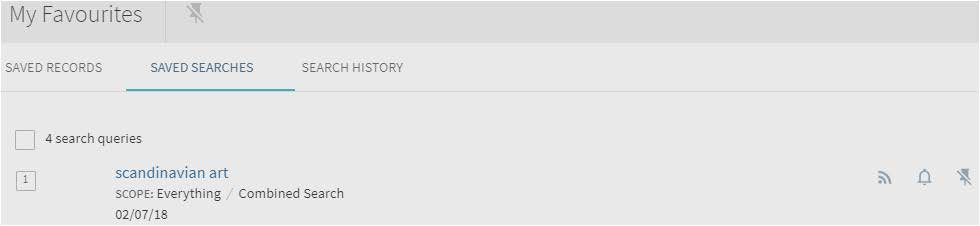 My Favourites
SAVED RECORDS SAVED SEARCHES SEARCH HISTORY
4 search queries
1 scandinavian art
SCOPE: Everything / Combined Search
02/07/18